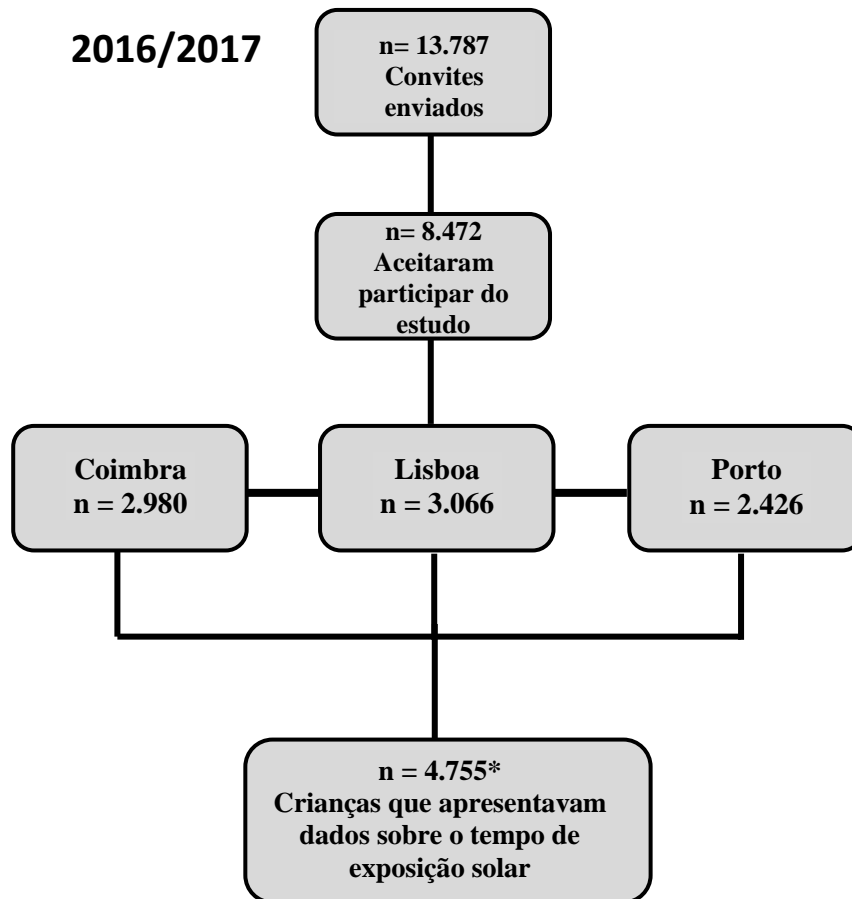 2016/2017
n= 13.787
Convites
enviados
n= 8.472
Aceitaram
participar do
estudo
Coimbra
n = 2.980
Lisboa
n = 3.066
Porto
n = 2.426
n = 4.755*
Crianças que apresentavam
dados sobre o tempo de
exposição solar